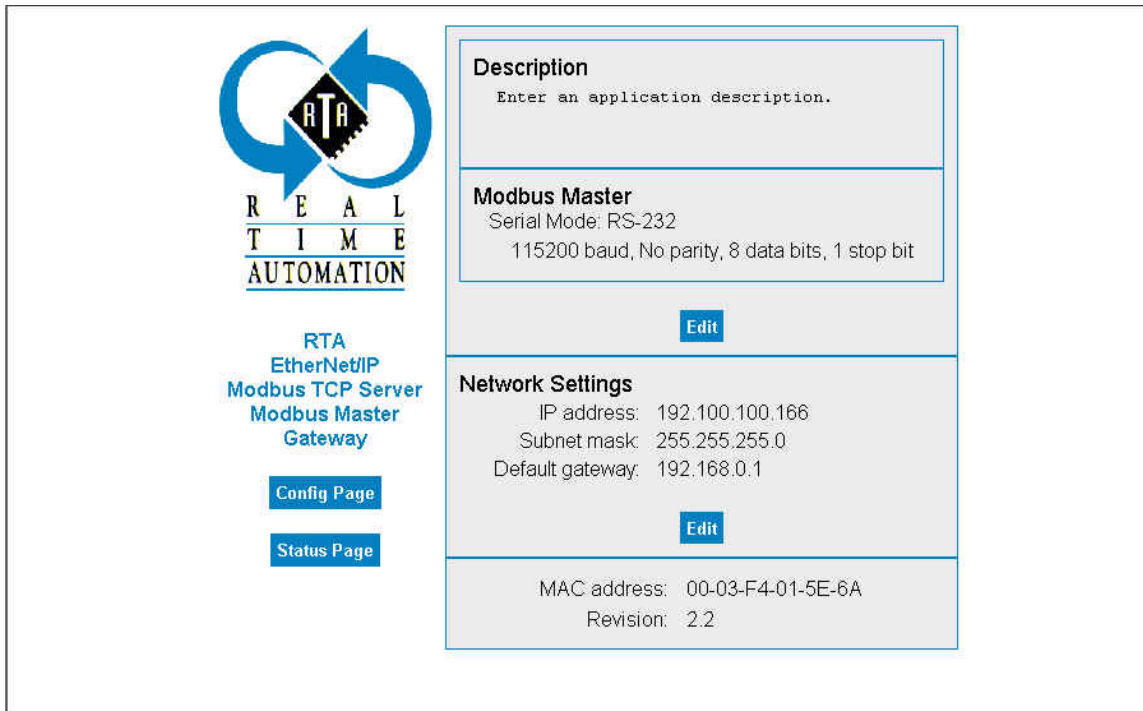 RTA
REAL
TIME
AUTOMATION
RTA
EtherNet/IP
Modbus TCP Server
Modbus Master
Gateway
Config Page
Status Page
Description
Enter an application description.
Modbus Master
Serial Mode: RS-232
115200 baud, No parity, 8 data bits, 1 stop bit
Edit
Network Settings
IP address: 192.100.100.166
Subnet mask: 255.255.255.0
Default gateway: 192.168.0.1
Edit
MAC address: 00-03-F4-01-5E-6A
Revision: 2.2